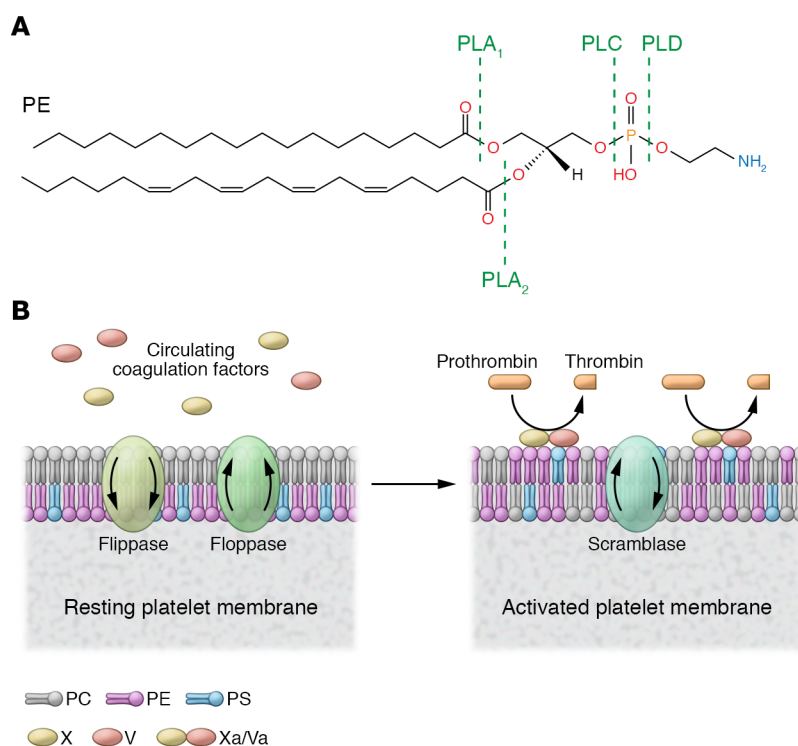 A
PLA₁ PLC PLD
PE
O O
O O P O NH₂
O H HO
O
PLA₂
B
Circulating
coagulation factors
Prothrombin Thrombin
Flippase Floppase Scramblase
Resting platelet membrane Activated platelet membrane
PC PE PS
X V Xa/Va